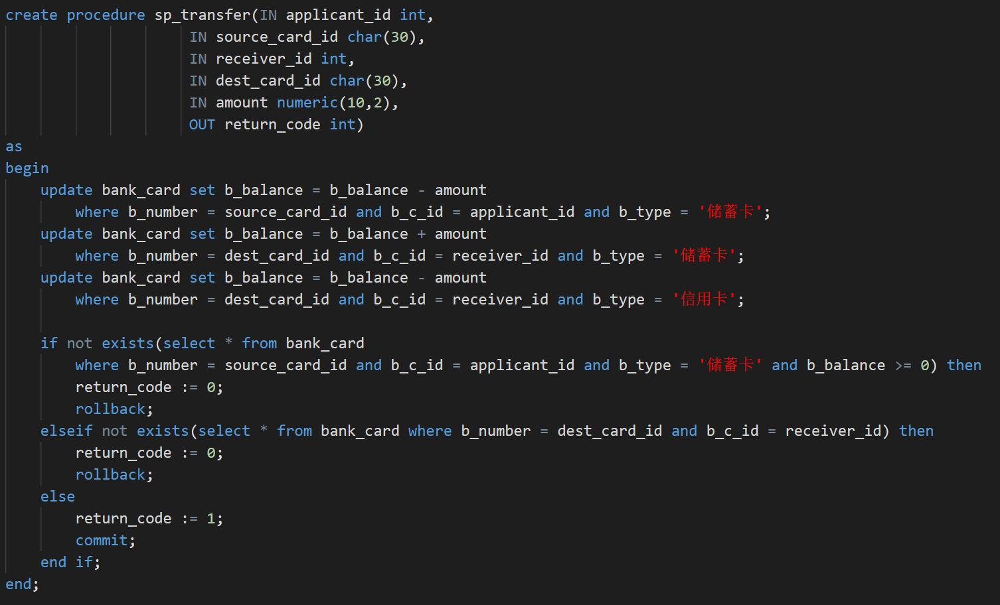 create procedure sp_transfer(IN applicant_id int,
IN source_card_id char(30),
IN receiver_id int,
IN dest_card_id char(30),
IN amount numeric(10,2),
OUT return_code int)
as
begin
update bank_card set b_balance = b_balance - amount
where b_number = source_card_id and b_c_id = applicant_id and b_type = '储蓄卡';
update bank_card set b_balance = b_balance + amount
where b_number = dest_card_id and b_c_id = receiver_id and b_type = '储蓄卡';
update bank_card set b_balance = b_balance - amount
where b_number = dest_card_id and b_c_id = receiver_id and b_type = '信用卡';
if not exists(select * from bank_card
where b_number = source_card_id and b_c_id = applicant_id and b_type = '储蓄卡' and b_balance >= 0) then
return_code := 0;
rollback;
elseif not exists(select * from bank_card where b_number = dest_card_id and b_c_id = receiver_id) then
return_code := 0;
rollback;
else
return_code := 1;
commit;
end if;
end;